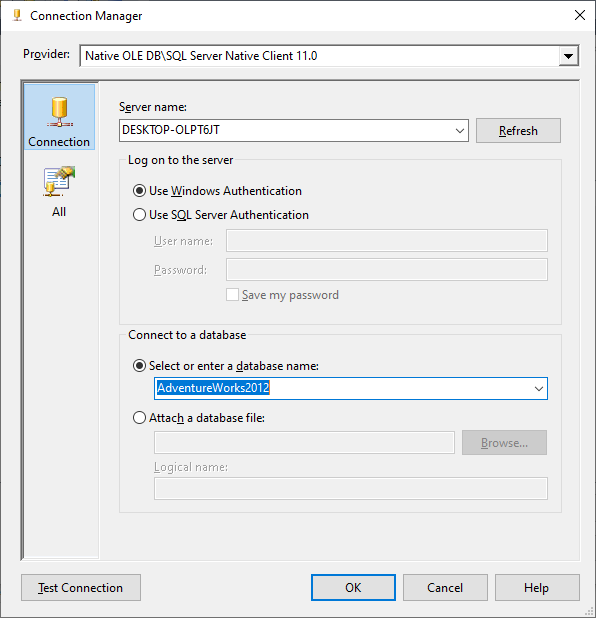 Connection Manager
Provider: Native OLE DB\SQL Server Native Client 11.0
Connection
All
Server name:
DESKTOP-OLPT6JT Refresh
Log on to the server
Use Windows Authentication
Use SQL Server Authentication
User name:
Password:
Save my password
Connect to a database
Select or enter a database name:
AdventureWorks2012
Attach a database file:
Browse...
Logical name:
Test Connection OK Cancel Help